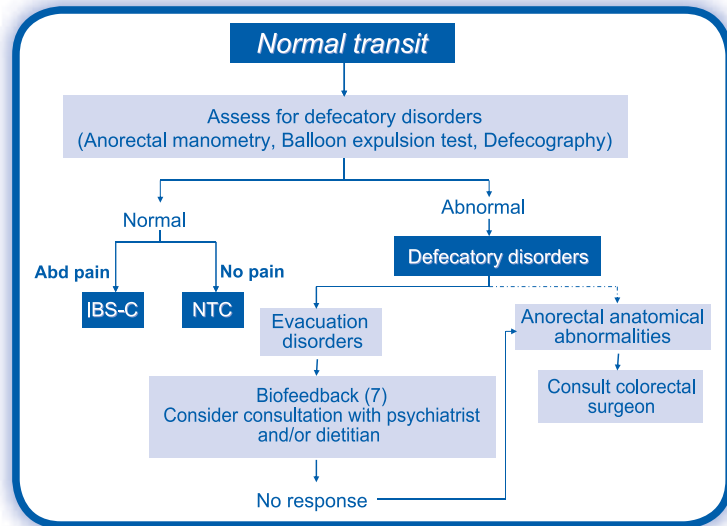 Normal transit
Assess for defecatory disorders
(Anorectal manometry, Balloon expulsion test, Defecography)
Normal
Abnormal
Abd pain
No pain
Defecatory disorders
IBS-C
NTC
Evacuation
disorders
Anorectal anatomical
abnormalities
Biofeedback (7)
Consider consultation with psychiatrist
and/or dietitian
Consult colorectal
surgeon
No response